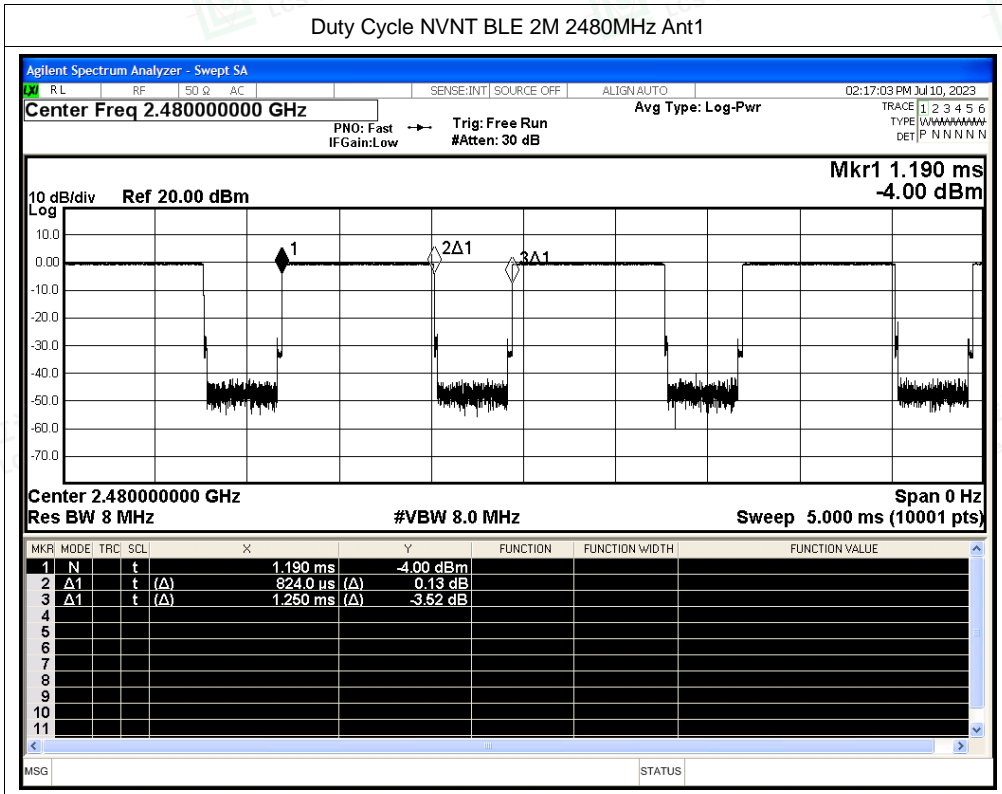 Duty Cycle NVNT BLE 2M 2480MHz Ant1
Agilent Spectrum Analyzer - Swept SA
LXI RL RF 50 Ω AC SENSE:INT SOURCE OFF ALIGN AUTO 02:17:03 PM Jul 10, 2023
Center Freq 2.480000000 GHz
Avg Type: Log-Pwr
TRACE 1 2 3 4 5 6
TYPE WWWWWW
DET P N N N N N
PNO: Fast
IFGain:Low
Trig: Free Run
#Atten: 30 dB
Mkr1 1.190 ms
-4.00 dBm
10 dB/div
Log
Ref 20.00 dBm
10.0
0.00
-10.0
-20.0
-30.0
-40.0
-50.0
-60.0
-70.0
1
2Δ1
3Δ1
Center 2.480000000 GHz Span 0 Hz
Res BW 8 MHz #VBW 8.0 MHz Sweep 5.000 ms (10001 pts)
MKR MODE TRC SCL X Y FUNCTION FUNCTION WIDTH FUNCTION VALUE
1 N t 1.190 ms -4.00 dBm
2 Δ1 t (Δ) 824.0 µs (Δ) 0.13 dB
3 Δ1 t (Δ) 1.250 ms (Δ) -3.52 dB
4
5
6
7
8
9
10
11
MSG STATUS